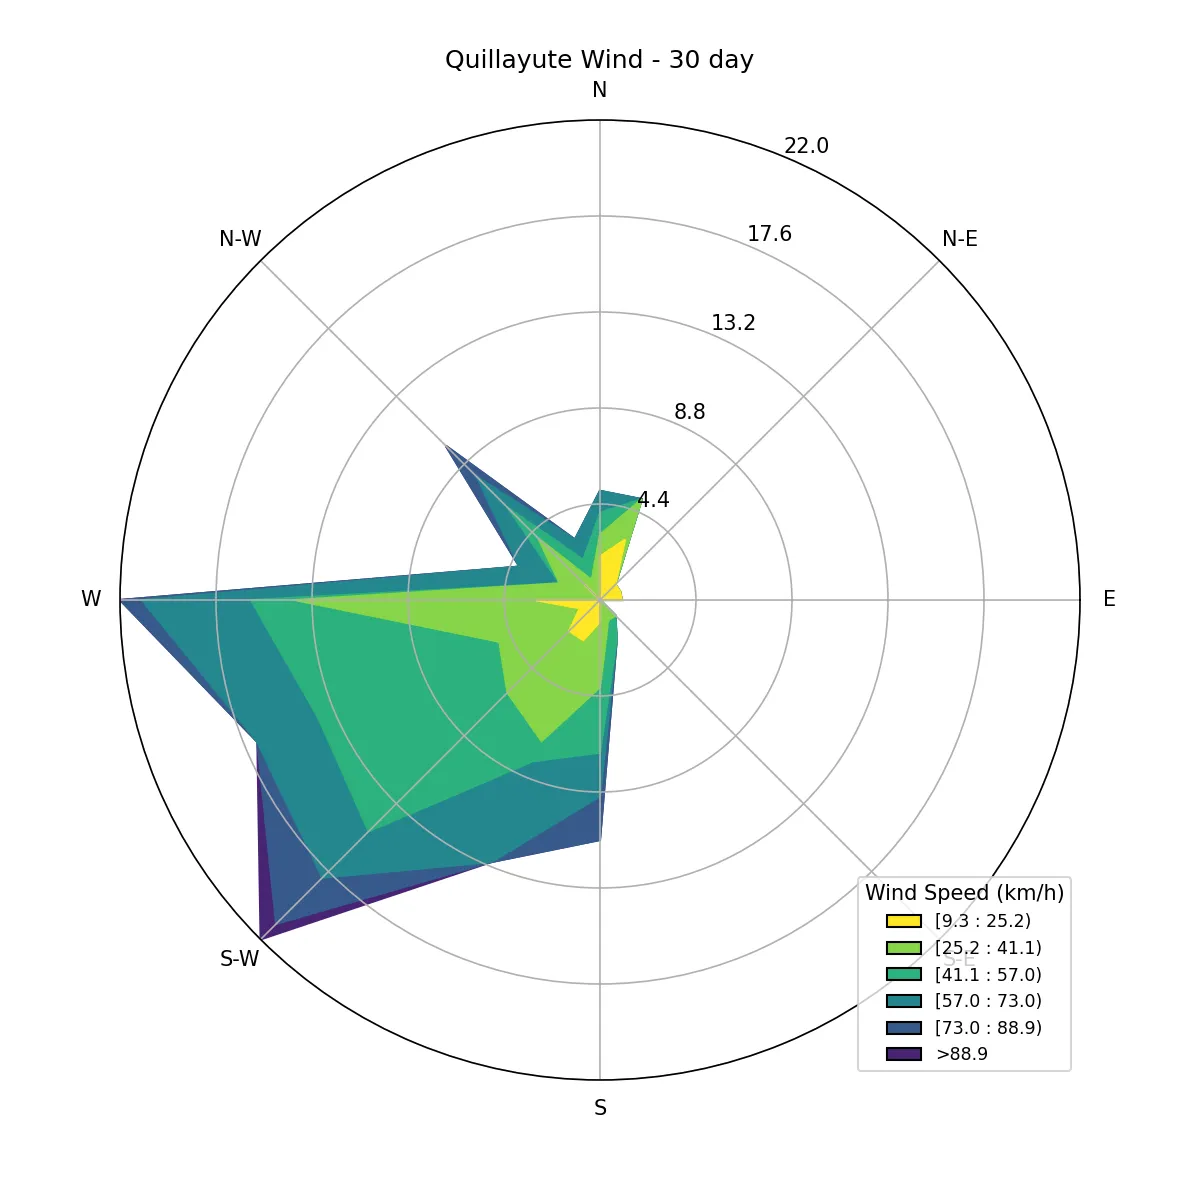 Quillayute Wind - 30 day
N
22.0
N-W
N-E
17.6
13.2
8.8
4.4
W
E
S-W
S-E
Wind Speed (km/h)
[9.3 : 25.2)
[25.2 : 41.1)
[41.1 : 57.0)
[57.0 : 73.0)
[73.0 : 88.9)
>88.9
S